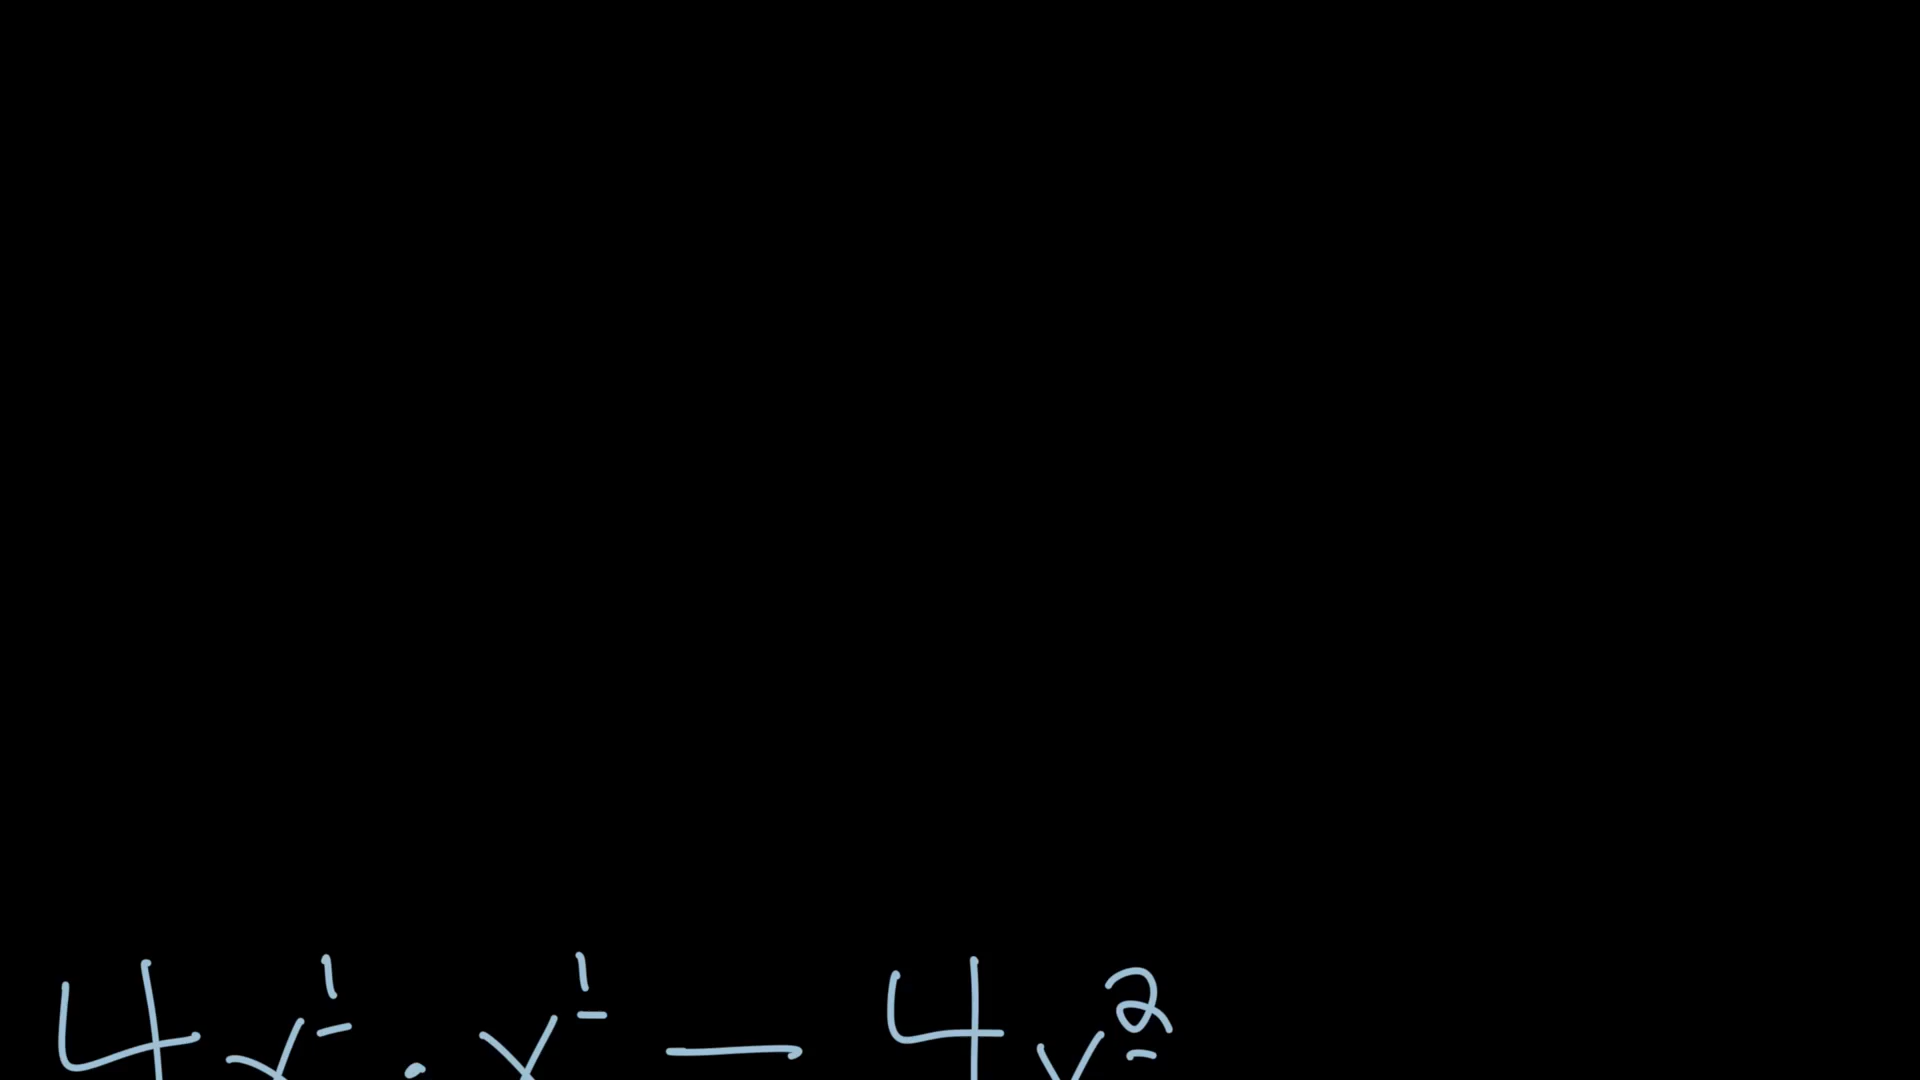 4x¹ · x¹ — 4x²